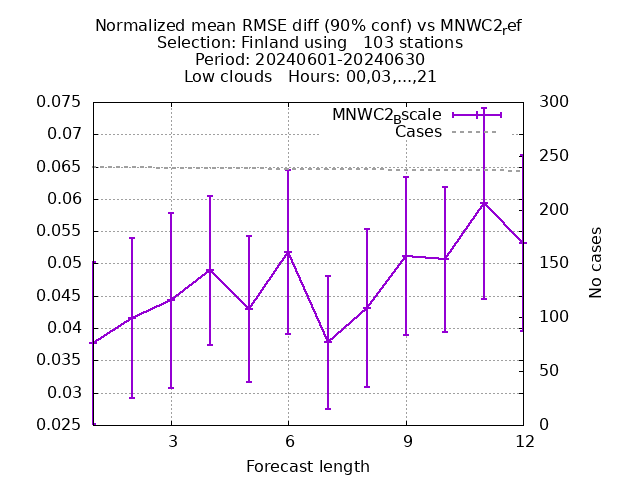 Normalized mean RMSE diff (90% conf) vs MNWC2ref
Selection: Finland using   103 stations
Period: 20240601-20240630
Low clouds   Hours: 00,03,...,21
0.075
0.07
0.065
0.06
0.055
0.05
0.045
0.04
0.035
0.03
0.025
300
250
200
150
100
50
0
No cases
MNWC2Bscale
Cases
3
6
9
12
Forecast length